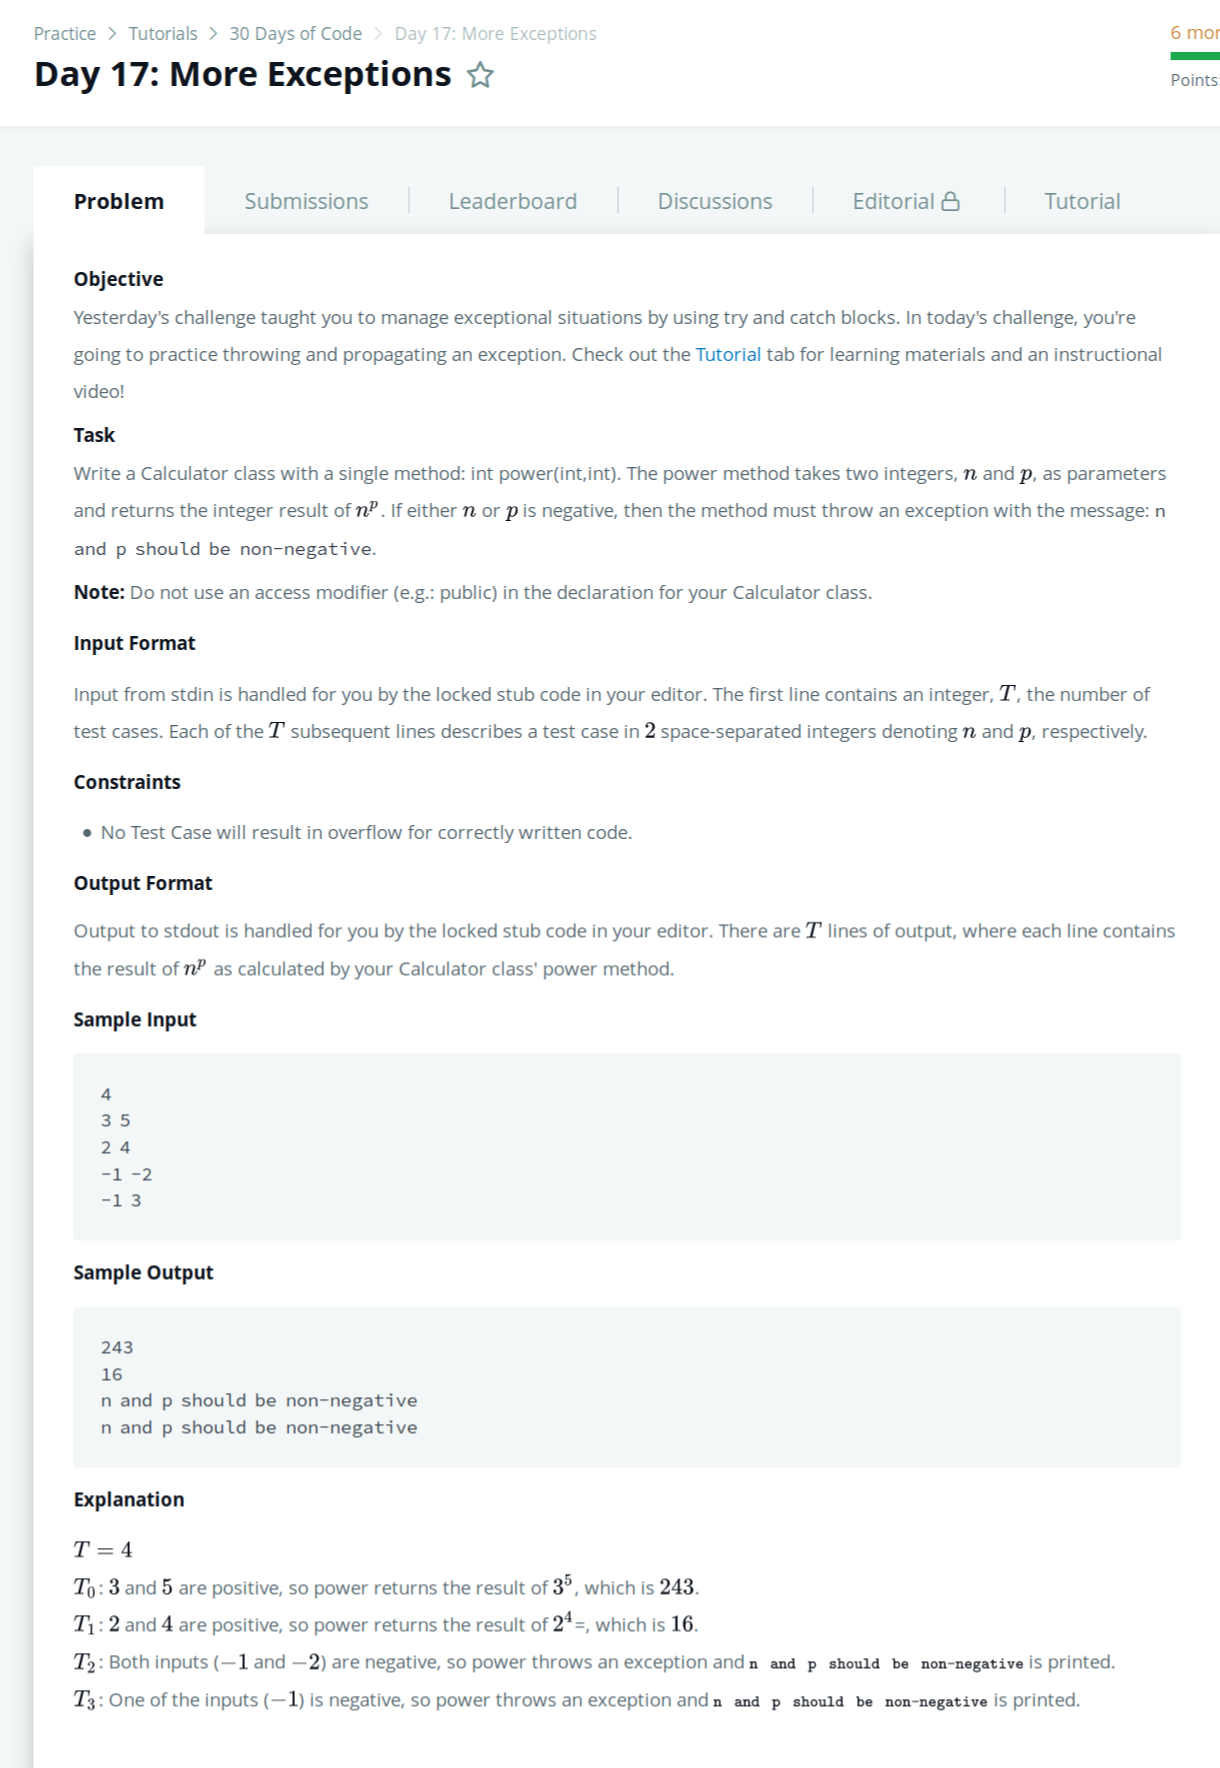 Practice > Tutorials > 30 Days of Code > Day 17: More Exceptions
6 mor
Day 17: More Exceptions
Points:
Problem
Submissions
Leaderboard
Discussions
Editorial
Tutorial
Objective
Yesterday's challenge taught you to manage exceptional situations by using try and catch blocks. In today's challenge, you're
going to practice throwing and propagating an exception. Check out the Tutorial tab for learning materials and an instructional
video!
Task
Write a Calculator class with a single method: int power(int,int). The power method takes two integers, n and p, as parameters
and returns the integer result of n^p. If either n or p is negative, then the method must throw an exception with the message: n
and p should be non-negative.
Note: Do not use an access modifier (e.g.: public) in the declaration for your Calculator class.
Input Format
Input from stdin is handled for you by the locked stub code in your editor. The first line contains an integer, T, the number of
test cases. Each of the T subsequent lines describes a test case in 2 space-separated integers denoting n and p, respectively.
Constraints
● No Test Case will result in overflow for correctly written code.
Output Format
Output to stdout is handled for you by the locked stub code in your editor. There are T lines of output, where each line contains
the result of n^p as calculated by your Calculator class' power method.
Sample Input
4
3 5
2 4
-1 -2
-1 3
Sample Output
243
16
n and p should be non-negative
n and p should be non-negative
Explanation
T = 4
T₀: 3 and 5 are positive, so power returns the result of 3⁵, which is 243.
T₁: 2 and 4 are positive, so power returns the result of 2⁴=, which is 16.
T₂: Both inputs (−1 and −2) are negative, so power throws an exception and n and p should be non-negative is printed.
T₃: One of the inputs (−1) is negative, so power throws an exception and n and p should be non-negative is printed.